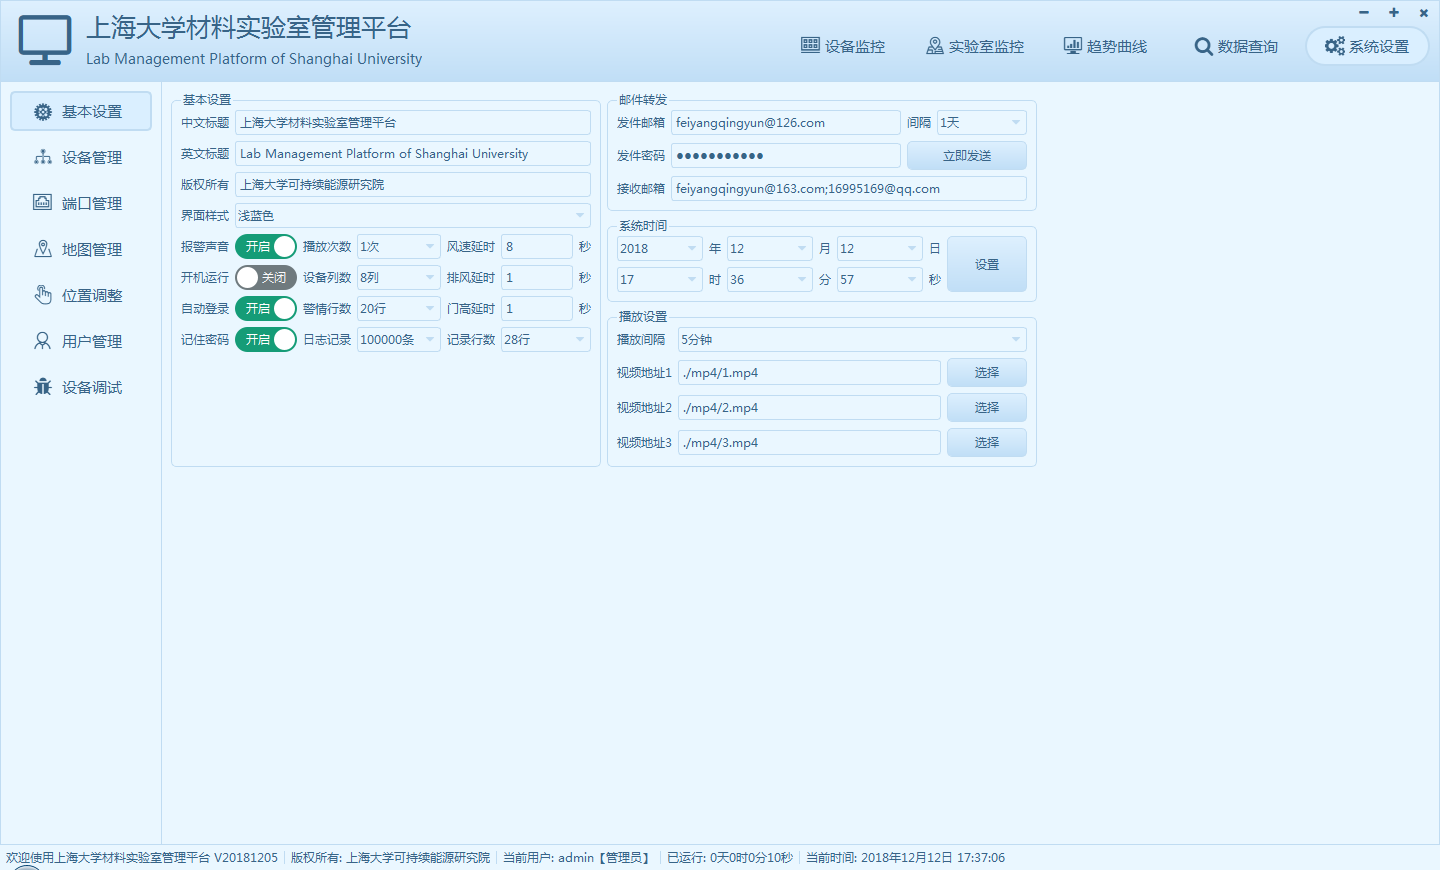 上海大学材料实验室管理平台
Lab Management Platform of Shanghai University
设备监控 实验室监控 趋势曲线 数据查询 系统设置
基本设置
设备管理
端口管理
地图管理
位置调整
用户管理
设备调试
基本设置
中文标题 上海大学材料实验室管理平台
英文标题 Lab Management Platform of Shanghai University
版权所有 上海大学可持续能源研究院
界面样式 浅蓝色
报警声音 开启 播放次数 1次 风速延时 8 秒
开机运行 关闭 设备列数 8列 排风延时 1 秒
自动登录 开启 警情行数 20行 门高延时 1 秒
记住密码 开启 日志记录 100000条 记录行数 28行
邮件转发
发件邮箱 feiyangqingyun@126.com 间隔 1天
发件密码 ●●●●●●●●●●● 立即发送
接收邮箱 feiyangqingyun@163.com;16995169@qq.com
系统时间
2018 年 12 月 12 日 设置
17 时 36 分 57 秒
播放设置
播放间隔 5分钟
视频地址1 ./mp4/1.mp4 选择
视频地址2 ./mp4/2.mp4 选择
视频地址3 ./mp4/3.mp4 选择
欢迎使用上海大学材料实验室管理平台 V20181205 版权所有: 上海大学可持续能源研究院 当前用户: admin【管理员】 已运行: 0天0时0分10秒 当前时间: 2018年12月12日 17:37:06